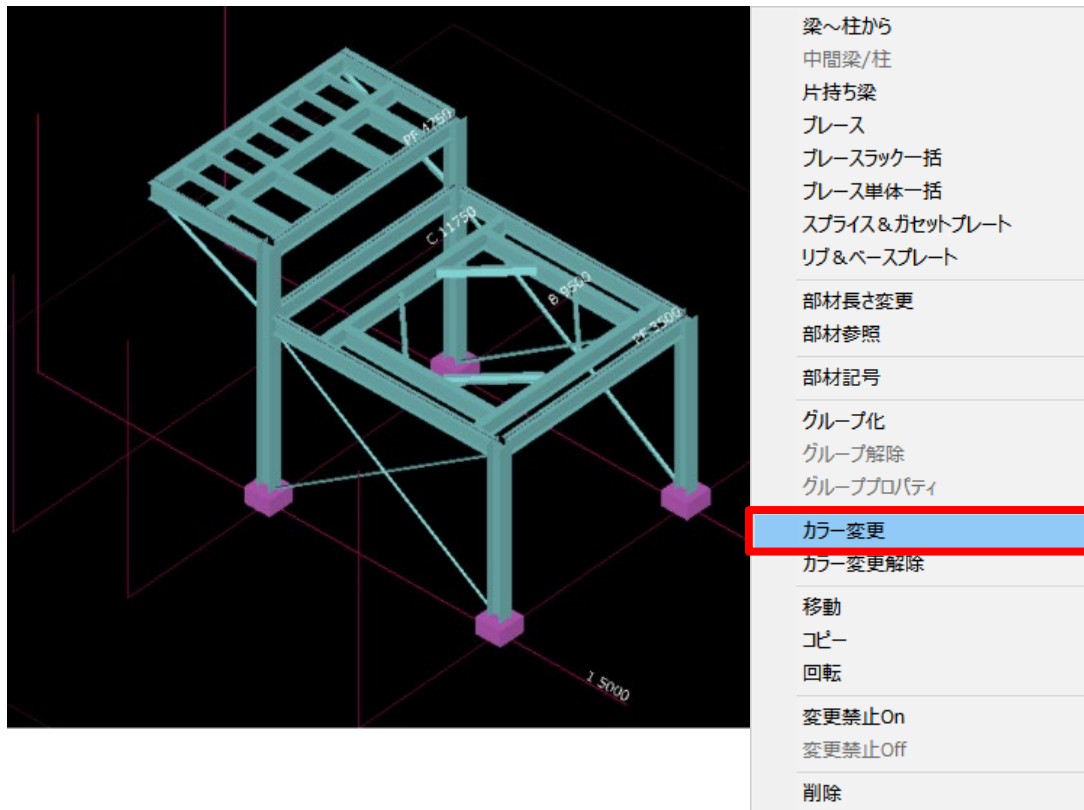 PF 4750
C 11750
B 9500
PF 3500
1 5000
梁～柱から
中間梁/柱
片持ち梁
ブレース
ブレースラック一括
ブレース単体一括
スプライス＆ガセットプレート
リブ＆ベースプレート
部材長さ変更
部材参照
部材記号
グループ化
グループ解除
グループプロパティ
カラー変更
カラー変更解除
移動
コピー
回転
変更禁止On
変更禁止Off
削除